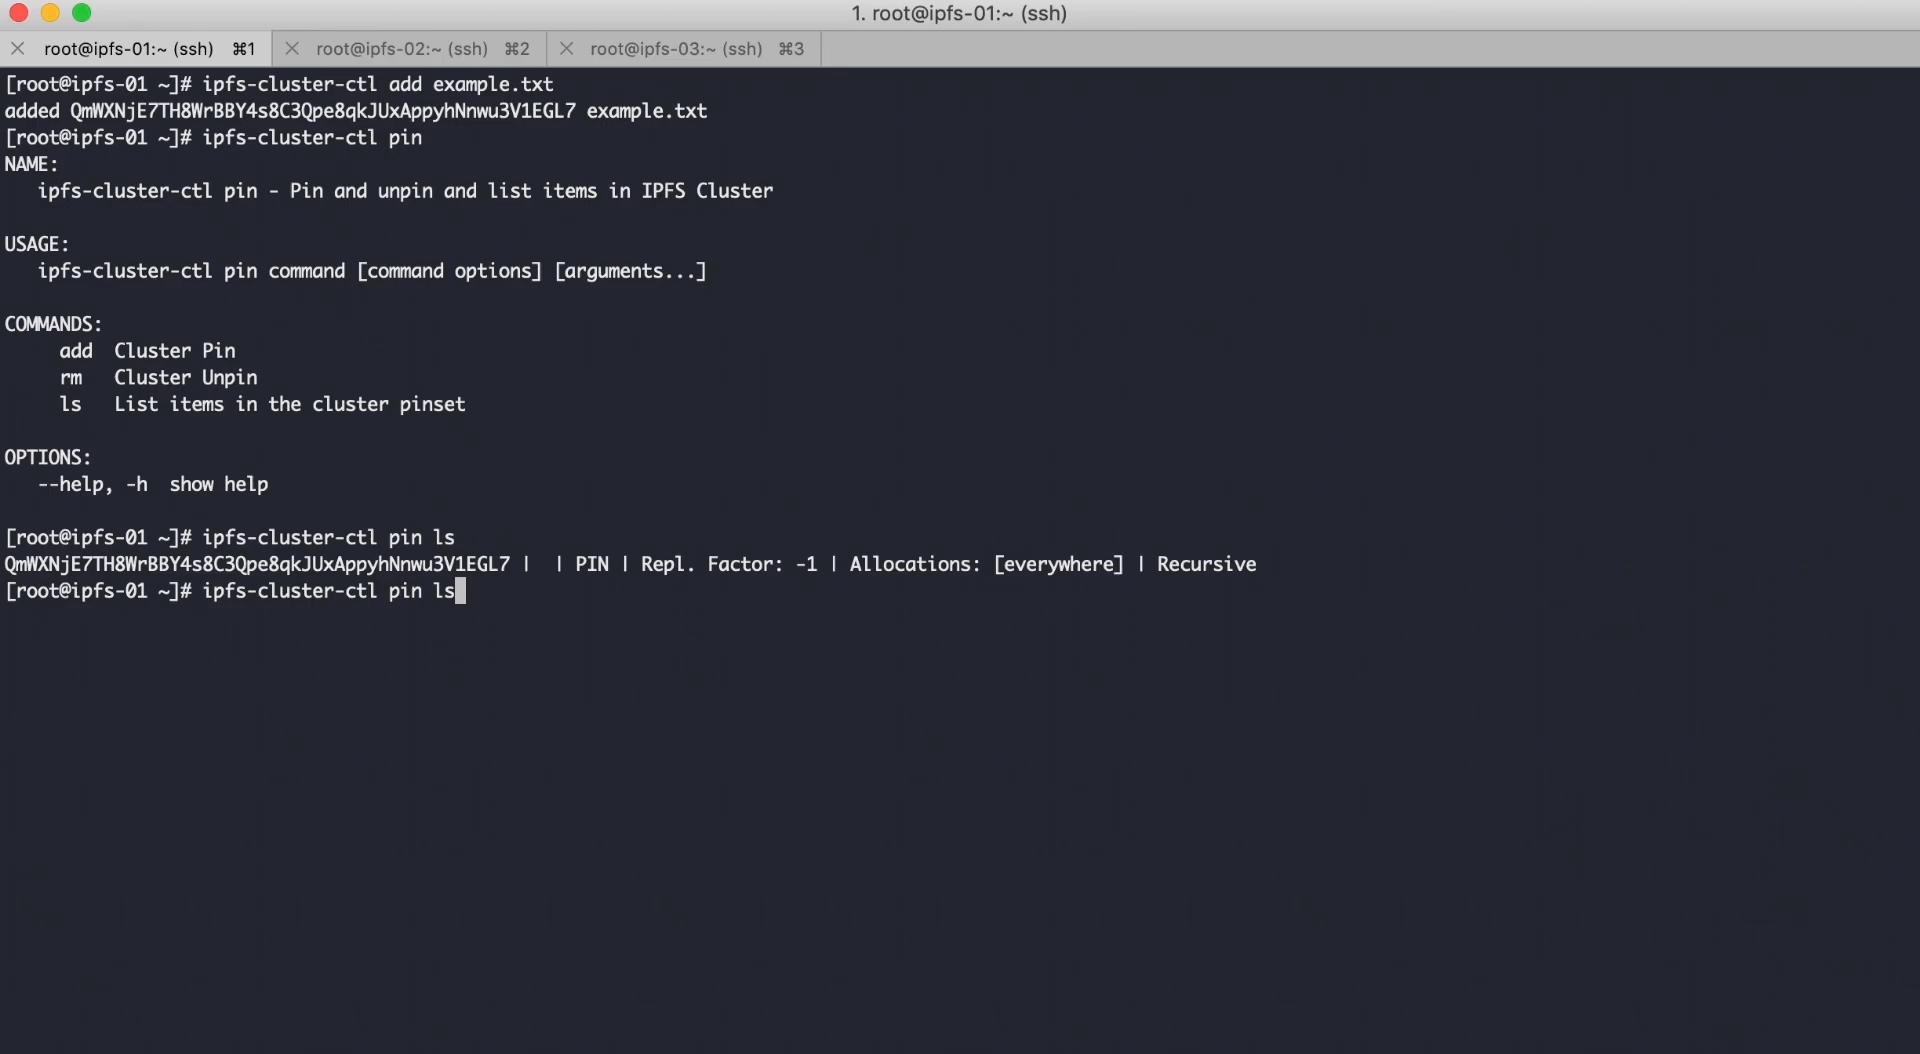 1. root@ipfs-01:~ (ssh)
root@ipfs-01:~ (ssh) ⌘1 root@ipfs-02:~ (ssh) ⌘2 root@ipfs-03:~ (ssh) ⌘3
[root@ipfs-01 ~]# ipfs-cluster-ctl add example.txt
added QmWXNjE7TH8WrBBY4s8C3Qpe8qkJUxAppyhNnwu3V1EGL7 example.txt
[root@ipfs-01 ~]# ipfs-cluster-ctl pin
NAME:
   ipfs-cluster-ctl pin - Pin and unpin and list items in IPFS Cluster
USAGE:
   ipfs-cluster-ctl pin command [command options] [arguments...]
COMMANDS:
     add  Cluster Pin
     rm   Cluster Unpin
     ls   List items in the cluster pinset
OPTIONS:
   --help, -h  show help
[root@ipfs-01 ~]# ipfs-cluster-ctl pin ls
QmWXNjE7TH8WrBBY4s8C3Qpe8qkJUxAppyhNnwu3V1EGL7 |  | PIN | Repl. Factor: -1 | Allocations: [everywhere] | Recursive
[root@ipfs-01 ~]# ipfs-cluster-ctl pin ls